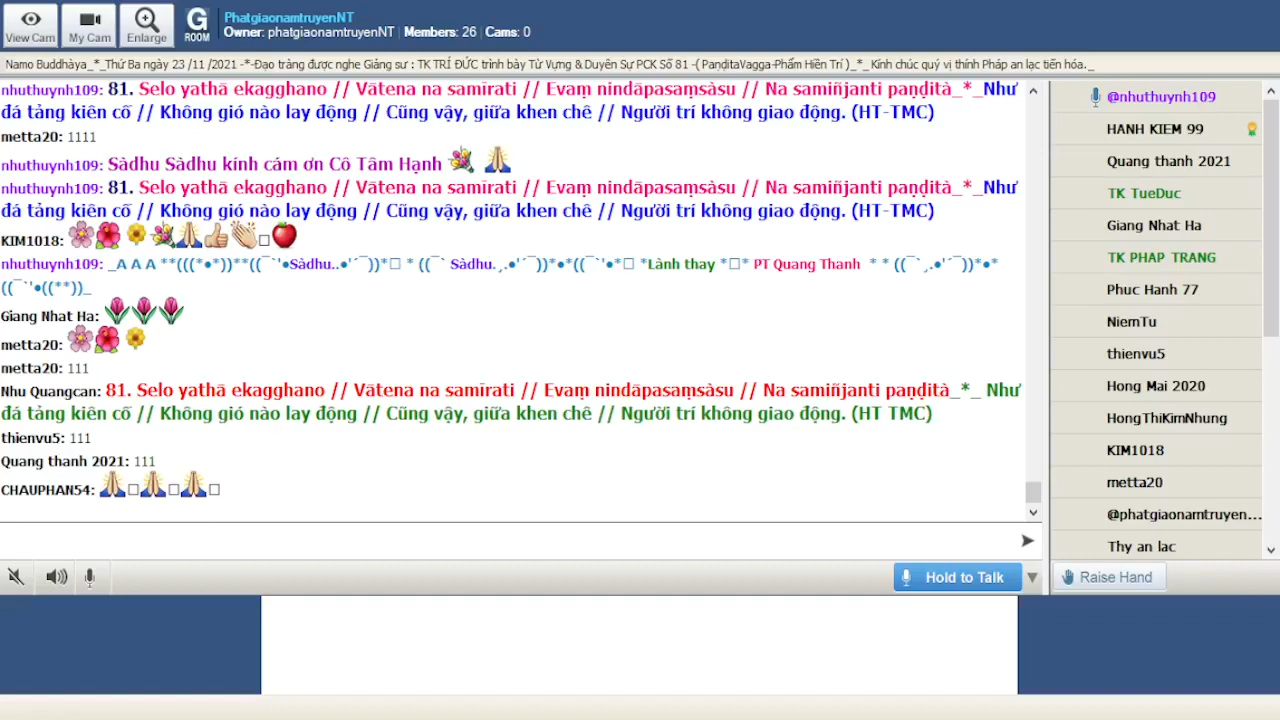 View Cam
My Cam
Enlarge
G ROOM
PhatgiaonamtruyenNT
Owner: phatgiaonamtruyenNT | Members: 26 | Cams: 0
Namo Buddhàya_*_Thứ Ba ngày 23 /11 /2021 -*-Đạo tràng được nghe Giảng sư : TK TRÍ ĐỨC trình bày Từ Vựng & Duyên Sự PCK Số 81 -( PaṇḍitaVagga-Phẩm Hiền Trí )_*_ Kính chúc quý vị thính Pháp an lạc tiến hóa._
nhuthuynh109: 81. Selo yathā ekagghano // Vātena na samīrati // Evaṃ nindāpasaṃsàsu // Na samiñjanti paṇḍità_*_Như
đá tảng kiên cố // Không gió nào lay động // Cũng vậy, giữa khen chê // Người trí không giao động. (HT-TMC)
metta20: 1111
nhuthuynh109: Sàdhu Sàdhu kính cám ơn Cô Tâm Hạnh
nhuthuynh109: 81. Selo yathā ekagghano // Vātena na samīrati // Evaṃ nindāpasaṃsàsu // Na samiñjanti paṇḍità_*_Như
đá tảng kiên cố // Không gió nào lay động // Cũng vậy, giữa khen chê // Người trí không giao động. (HT-TMC)
KIM1018:
nhuthuynh109: _A A A **(((*•*))**((¯`'•Sàdhu..•'´¯))*□ * ((¯` Sàdhu.¸.•'´¯))*•*((¯`'•*□ *Lành thay *□* PT Quang Thanh * * ((¯`¸.•'´¯))*•*
((¯`'•((**))_
Giang Nhat Ha:
metta20:
metta20: 111
Nhu Quangcan: 81. Selo yathā ekagghano // Vātena na samīrati // Evaṃ nindāpasaṃsàsu // Na samiñjanti paṇḍità_*_ Như
đá tảng kiên cố // Không gió nào lay động // Cũng vậy, giữa khen chê // Người trí không giao động. (HT TMC)
thienvu5: 111
Quang thanh 2021: 111
CHAUPHAN54:
Hold to Talk
@nhuthuynh109
HANH KIEM 99
Quang thanh 2021
TK TueDuc
Giang Nhat Ha
TK PHAP TRANG
Phuc Hanh 77
NiemTu
thienvu5
Hong Mai 2020
HongThiKimNhung
KIM1018
metta20
@phatgiaonamtruyen...
Thy an lac
Raise Hand